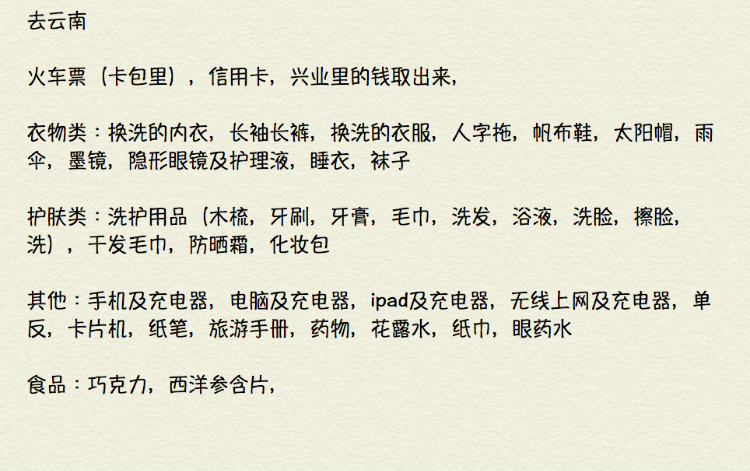 去云南
火车票（卡包里），信用卡，兴业里的钱取出来，
衣物类：换洗的内衣，长袖长裤，换洗的衣服，人字拖，帆布鞋，太阳帽，雨
伞，墨镜，隐形眼镜及护理液，睡衣，袜子
护肤类：洗护用品（木梳，牙刷，牙膏，毛巾，洗发，浴液，洗脸，擦脸，
洗），干发毛巾，防晒霜，化妆包
其他：手机及充电器，电脑及充电器，ipad及充电器，无线上网及充电器，单
反，卡片机，纸笔，旅游手册，药物，花露水，纸巾，眼药水
食品：巧克力，西洋参含片，